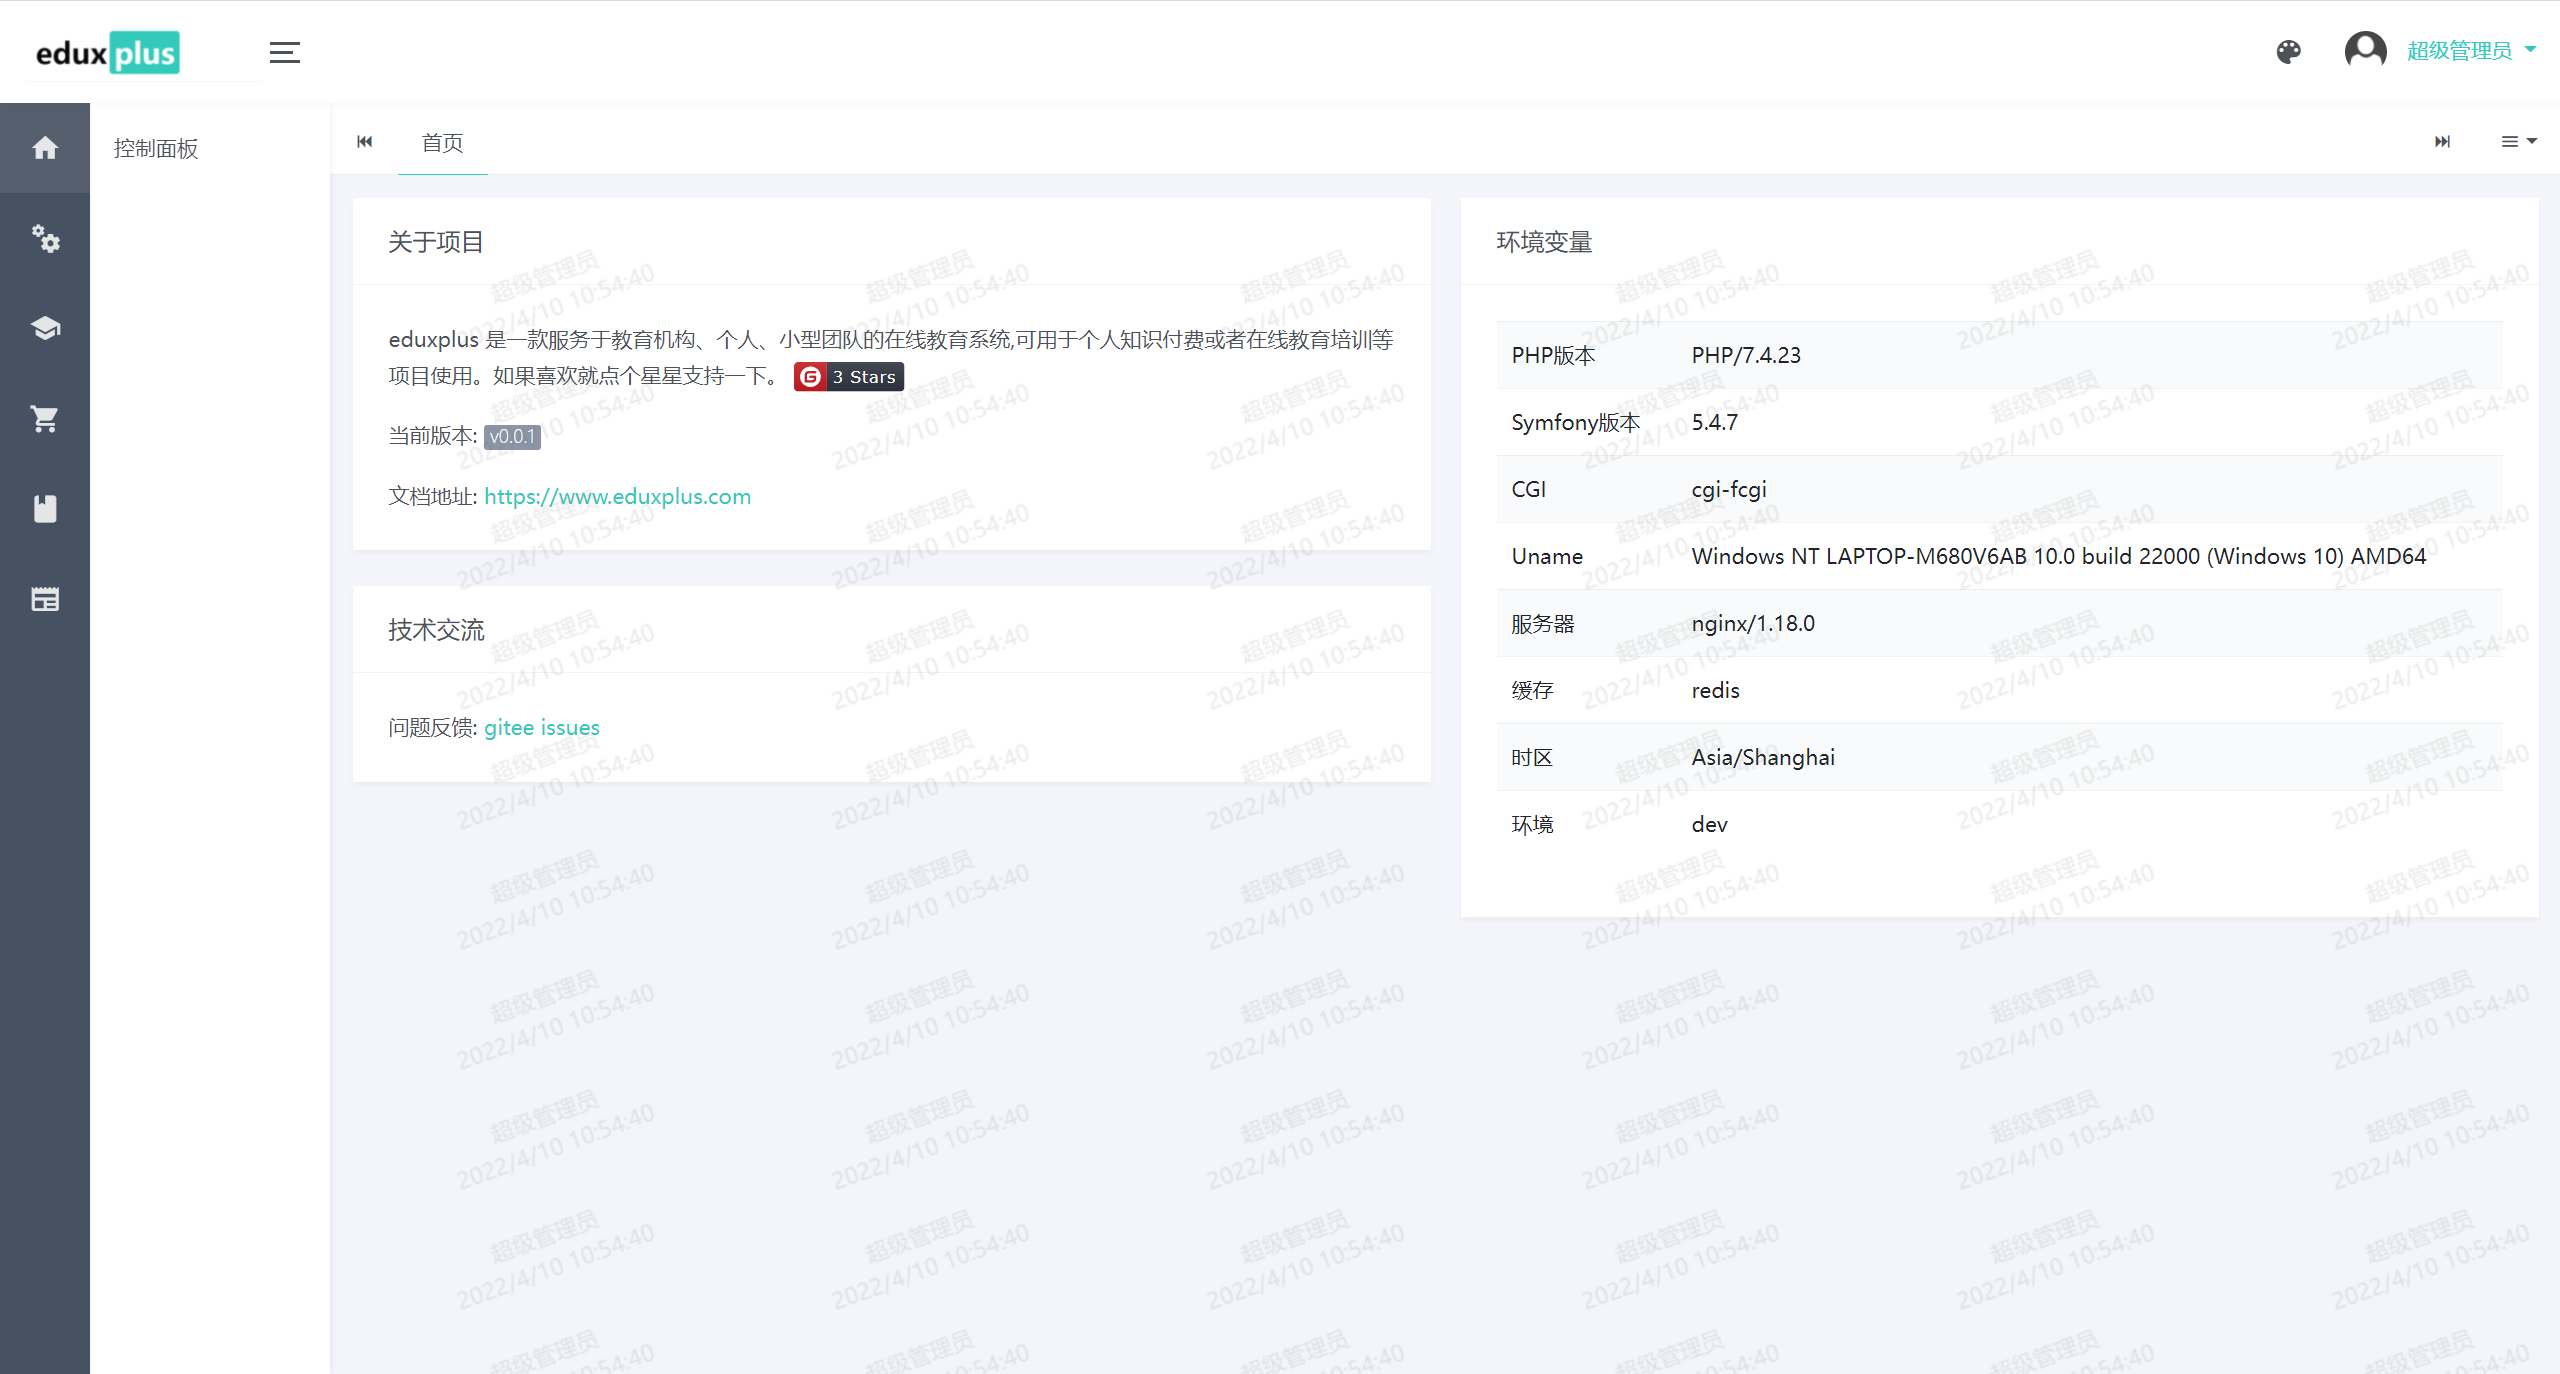 eduxplus
超级管理员
控制面板
首页
关于项目
eduxplus 是一款服务于教育机构、个人、小型团队的在线教育系统,可用于个人知识付费或者在线教育培训等
项目使用。如果喜欢就点个星星支持一下。 3 Stars
当前版本: v0.0.1
文档地址: https://www.eduxplus.com
技术交流
问题反馈: gitee issues
环境变量
PHP版本 PHP/7.4.23
Symfony版本 5.4.7
CGI cgi-fcgi
Uname Windows NT LAPTOP-M680V6AB 10.0 build 22000 (Windows 10) AMD64
服务器 nginx/1.18.0
缓存 redis
时区 Asia/Shanghai
环境 dev
超级管理员
2022/4/10 10:54:40